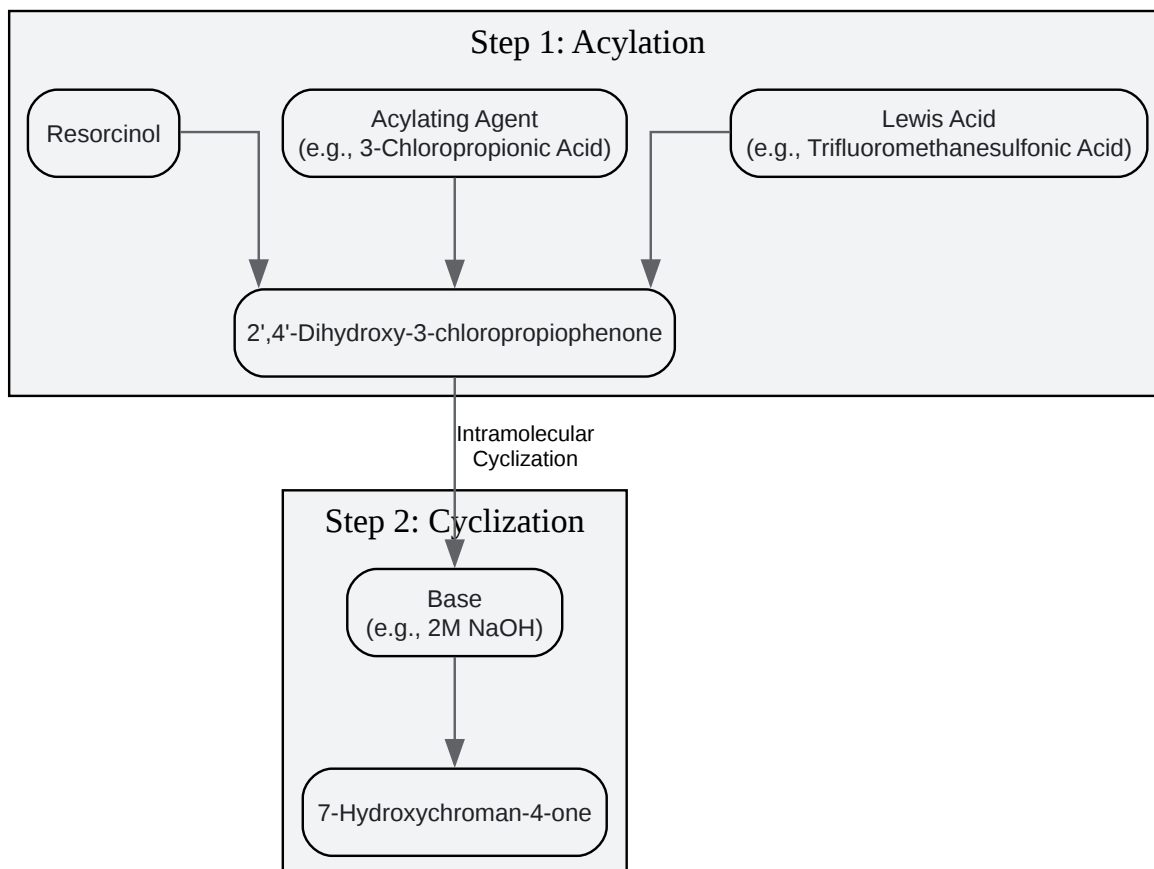 Step 1: Acylation
Resorcinol
Acylating Agent
(e.g., 3-Chloropropionic Acid)
Lewis Acid
(e.g., Trifluoromethanesulfonic Acid)
2',4'-Dihydroxy-3-chloropropiophenone
Intramolecular
Cyclization
Step 2: Cyclization
Base
(e.g., 2M NaOH)
7-Hydroxychroman-4-one